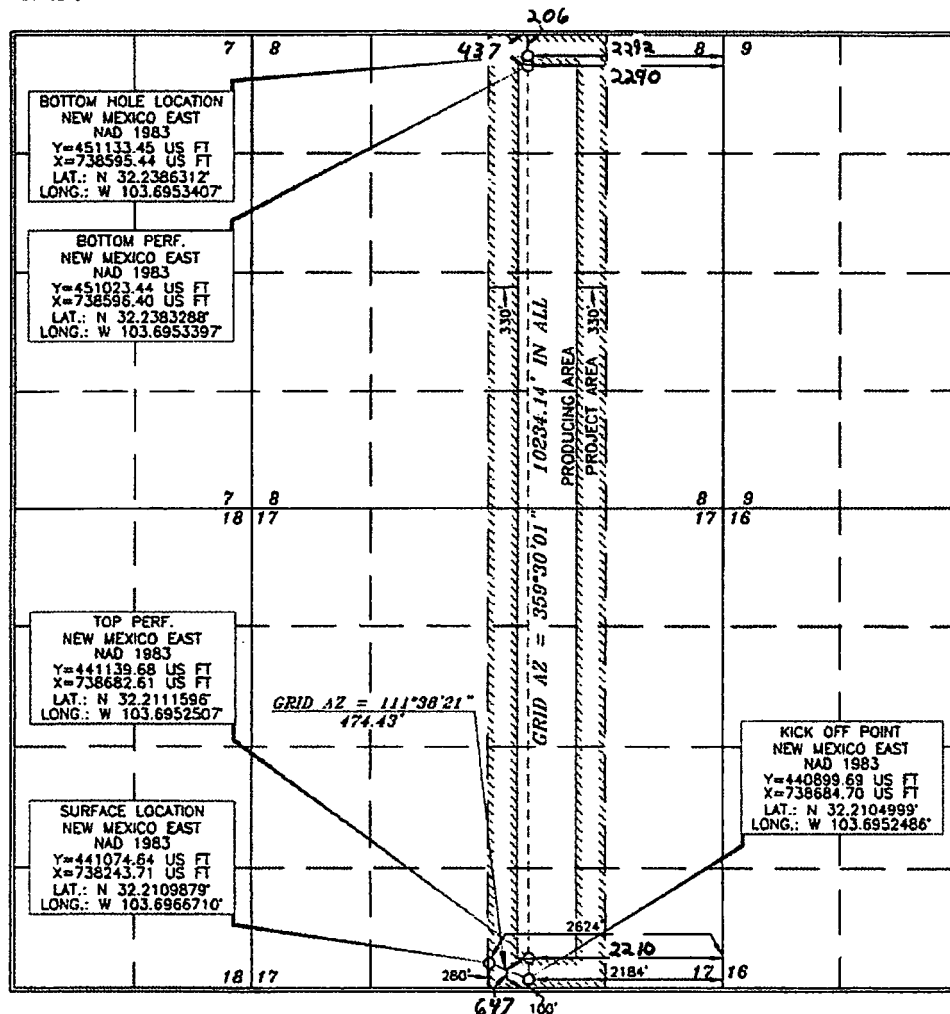 206
7 8
437
2292
8 9
2290
BOTTOM HOLE LOCATION
NEW MEXICO EAST
NAD 1983
Y=451133.45 US FT
X=738595.44 US FT
LAT.: N 32.2386312°
LONG.: W 103.6953407°
BOTTOM PERF.
NEW MEXICO EAST
NAD 1983
Y=451023.44 US FT
X=738596.40 US FT
LAT.: N 32.2383288°
LONG.: W 103.6953397°
330'
330'
GRID AZ = 359°30'01" 10234.14' IN ALL
PRODUCING AREA
PROJECT AREA
7 8
18 17
8 9
17 16
TOP PERF.
NEW MEXICO EAST
NAD 1983
Y=441139.68 US FT
X=738682.61 US FT
LAT.: N 32.2111596°
LONG.: W 103.6952507°
GRID AZ = 111°38'21"
474.43'
KICK OFF POINT
NEW MEXICO EAST
NAD 1983
Y=440899.69 US FT
X=738684.70 US FT
LAT.: N 32.2104999°
LONG.: W 103.6952486°
SURFACE LOCATION
NEW MEXICO EAST
NAD 1983
Y=441074.64 US FT
X=738243.71 US FT
LAT.: N 32.2109879°
LONG.: W 103.6966710°
2624'
2210
18 17
280'
2184'
17 16
647
100'